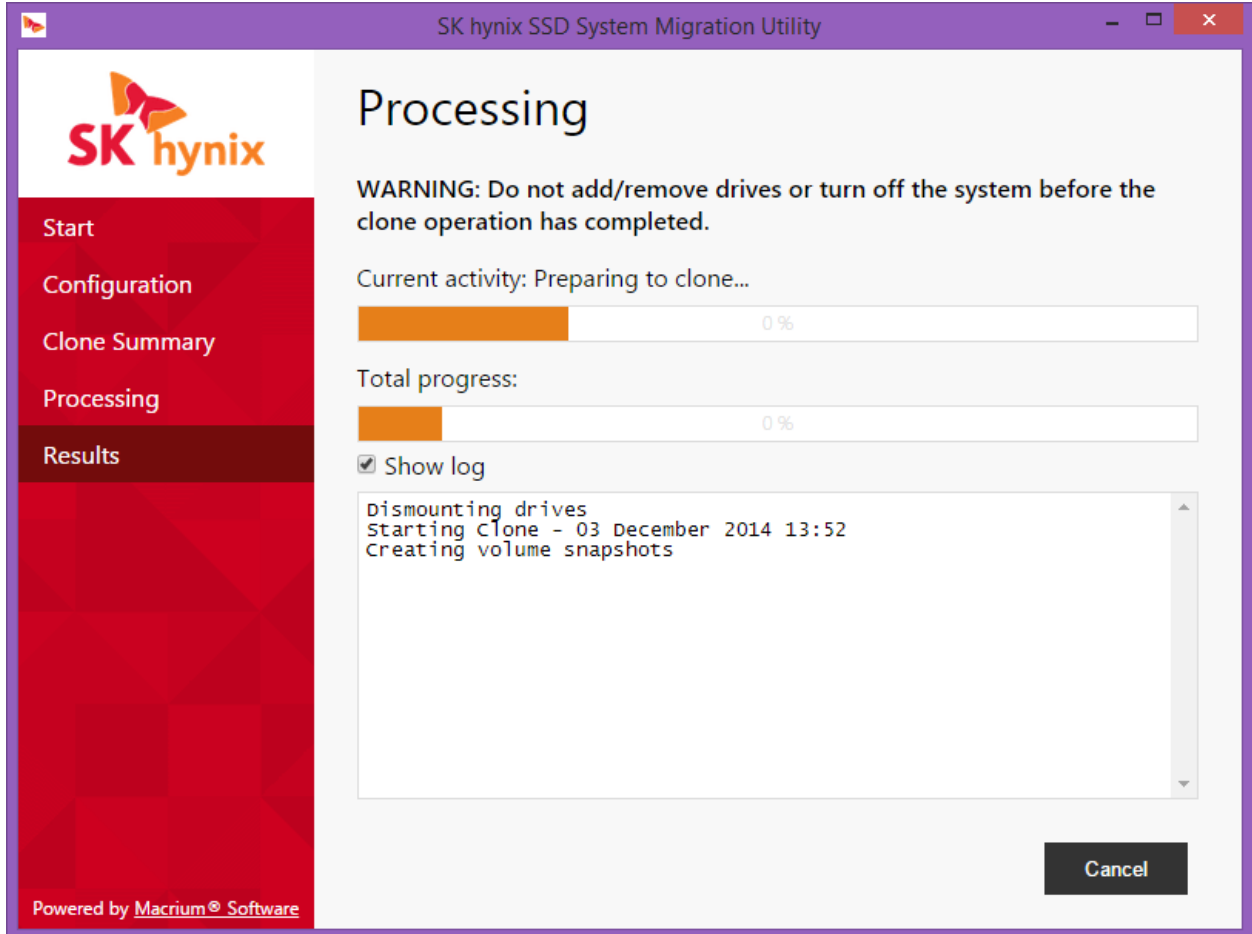 SK hynix SSD System Migration Utility
SK hynix
Start
Configuration
Clone Summary
Processing
Results
Powered by Macrium® Software
Processing
WARNING: Do not add/remove drives or turn off the system before the
clone operation has completed.
Current activity: Preparing to clone...
0 %
Total progress:
0 %
Show log
Dismounting drives
Starting Clone - 03 December 2014 13:52
Creating volume snapshots
Cancel